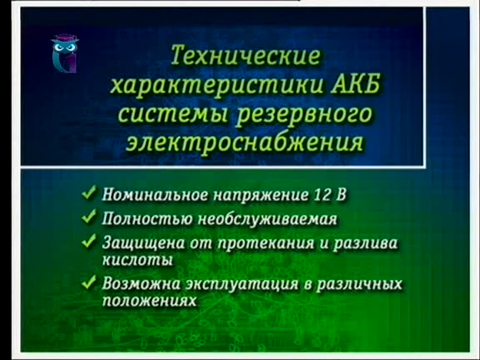 Технические
характеристики АКБ
системы резервного
электроснабжения
Номинальное напряжение 12 В
Полностью необслуживаемая
Защищена от протекания и разлива
кислоты
Возможна эксплуатация в различных
положениях